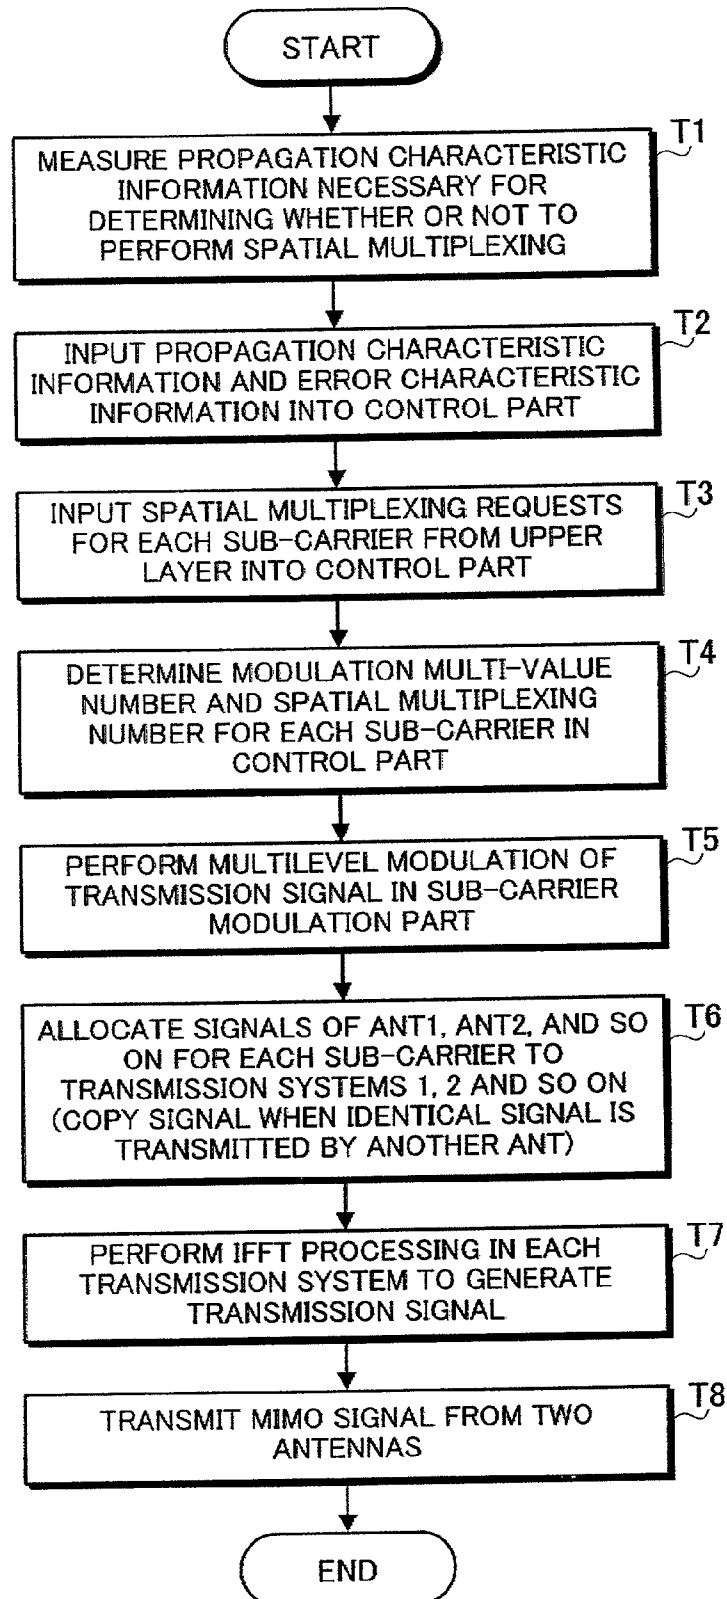 START
T1
MEASURE PROPAGATION CHARACTERISTIC
INFORMATION NECESSARY FOR
DETERMINING WHETHER OR NOT TO
PERFORM SPATIAL MULTIPLEXING
T2
INPUT PROPAGATION CHARACTERISTIC
INFORMATION AND ERROR CHARACTERISTIC
INFORMATION INTO CONTROL PART
T3
INPUT SPATIAL MULTIPLEXING REQUESTS
FOR EACH SUB-CARRIER FROM UPPER
LAYER INTO CONTROL PART
T4
DETERMINE MODULATION MULTI-VALUE
NUMBER AND SPATIAL MULTIPLEXING
NUMBER FOR EACH SUB-CARRIER IN
CONTROL PART
T5
PERFORM MULTILEVEL MODULATION OF
TRANSMISSION SIGNAL IN SUB-CARRIER
MODULATION PART
T6
ALLOCATE SIGNALS OF ANT1, ANT2, AND SO
ON FOR EACH SUB-CARRIER TO
TRANSMISSION SYSTEMS 1, 2 AND SO ON
(COPY SIGNAL WHEN IDENTICAL SIGNAL IS
TRANSMITTED BY ANOTHER ANT)
T7
PERFORM IFFT PROCESSING IN EACH
TRANSMISSION SYSTEM TO GENERATE
TRANSMISSION SIGNAL
T8
TRANSMIT MIMO SIGNAL FROM TWO
ANTENNAS
END